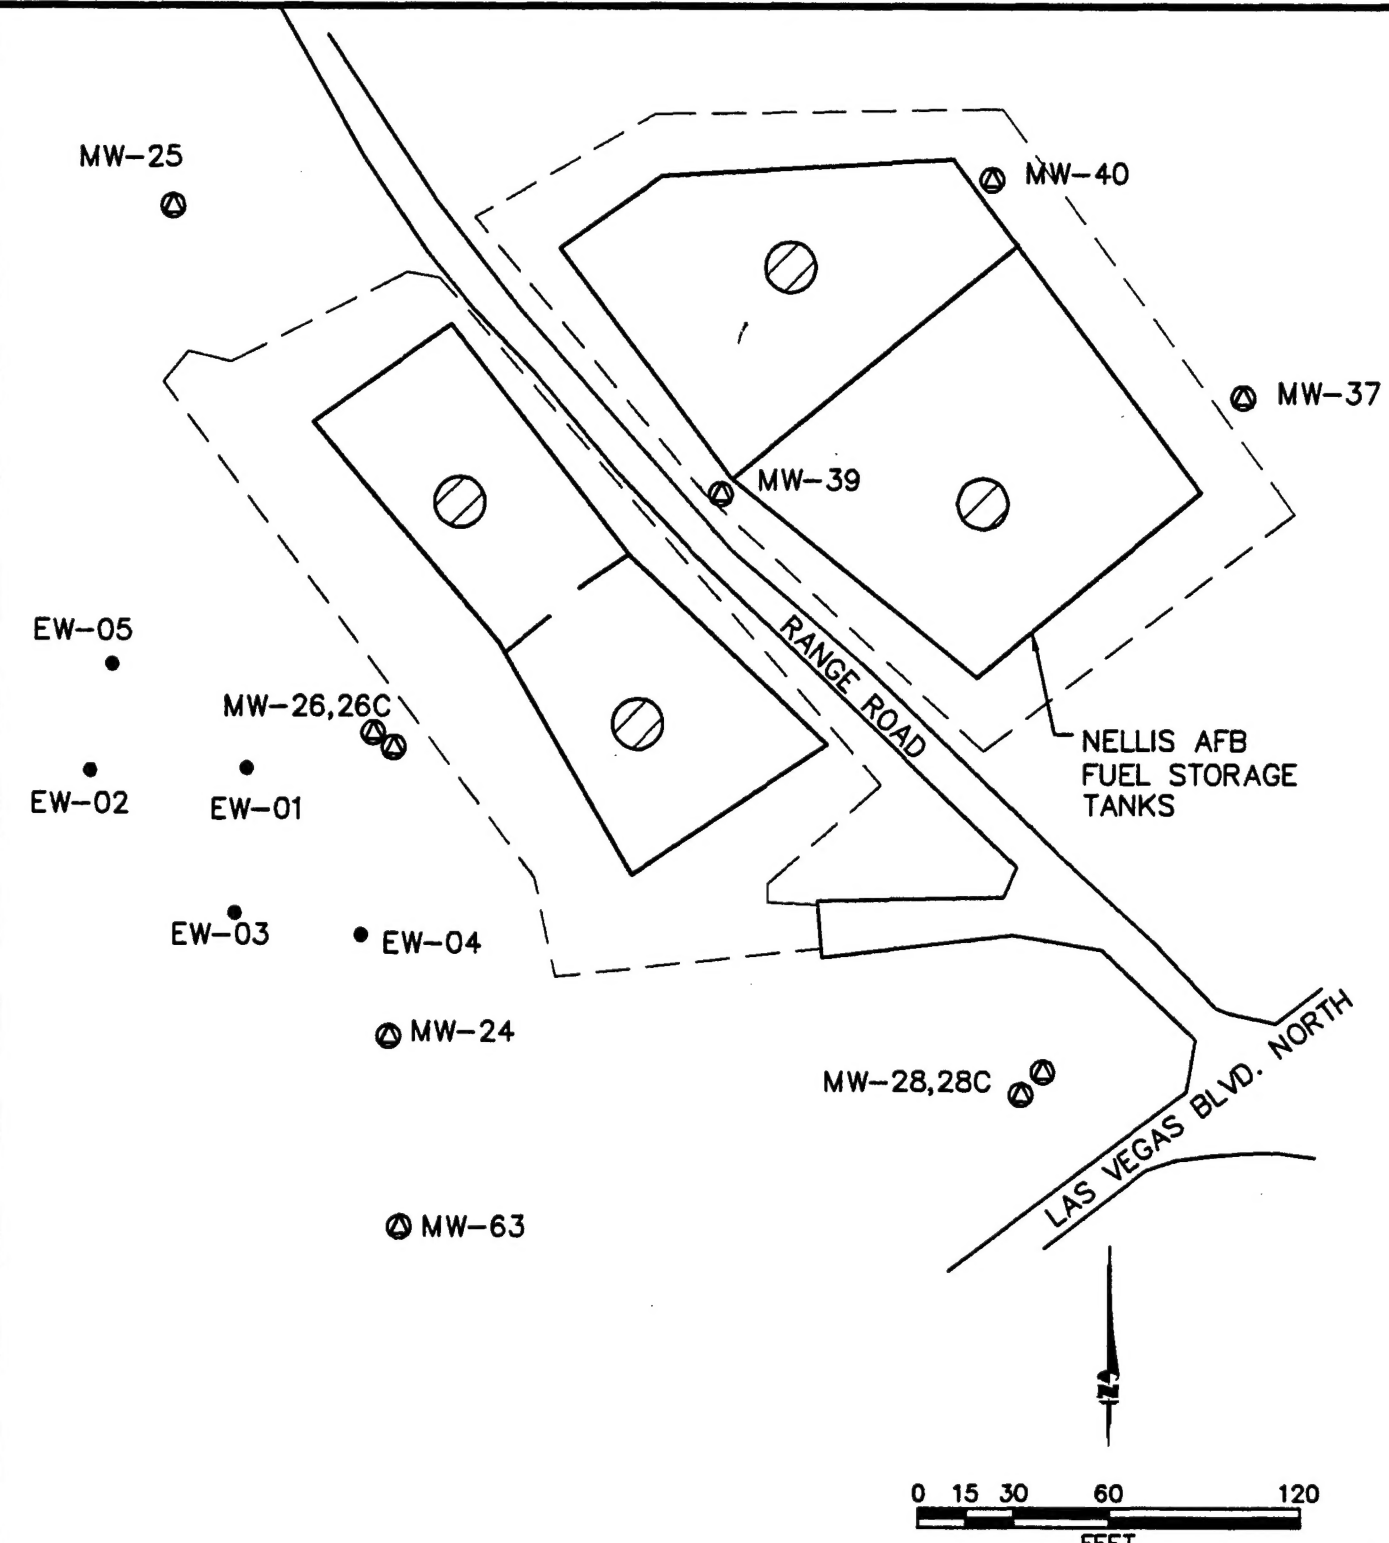 MW-25
MW-40
MW-37
MW-39
EW-05
RANGE ROAD
MW-26,26C
NELLIS AFB
FUEL STORAGE
TANKS
EW-02
EW-01
EW-03
EW-04
MW-24
LAS VEGAS BLVD. NORTH
MW-28,28C
MW-63
N
0 15 30 60 120
FEET